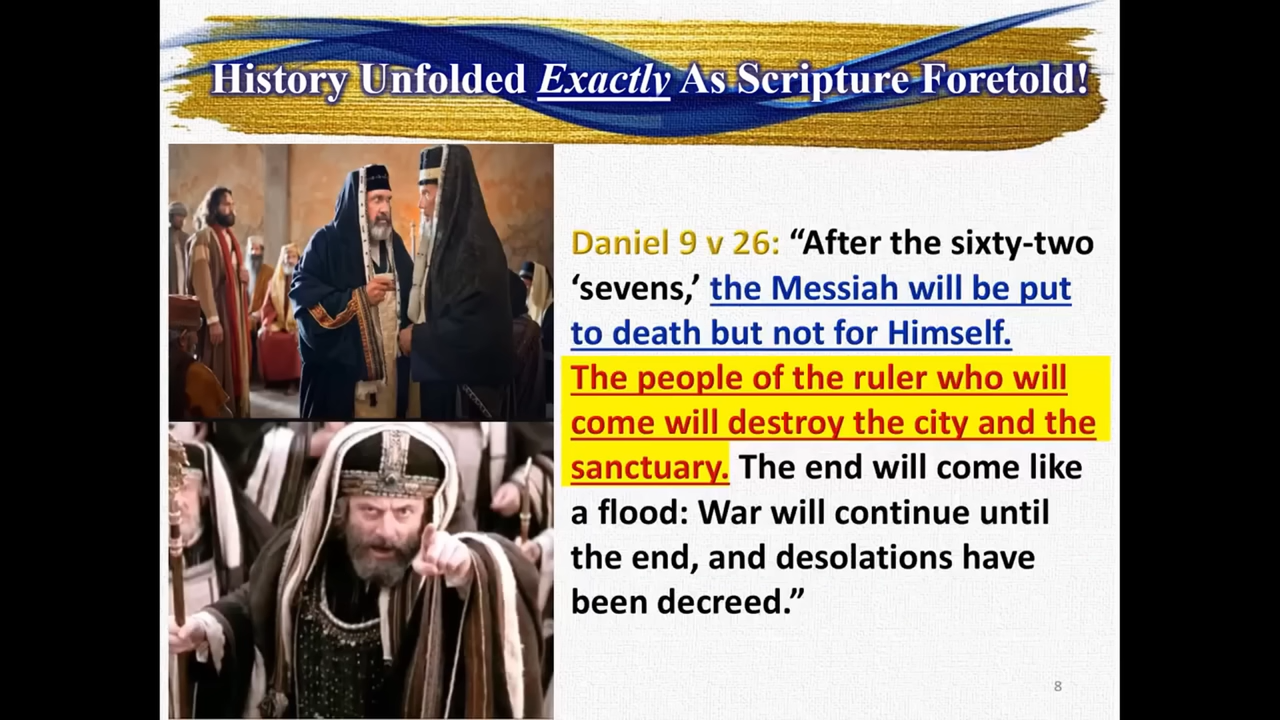 History Unfolded Exactly As Scripture Foretold!
Daniel 9 v 26: “After the sixty-two
‘sevens,’ the Messiah will be put
to death but not for Himself.
The people of the ruler who will
come will destroy the city and the
sanctuary. The end will come like
a flood: War will continue until
the end, and desolations have
been decreed.”
8